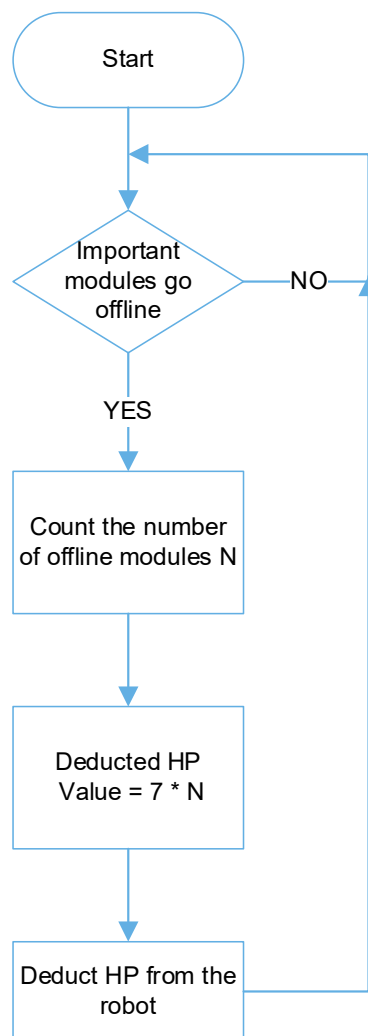 Start
Important
modules go
offline
NO
YES
Count the number
of offline modules N
Deducted HP
Value = 7 * N
Deduct HP from the
robot